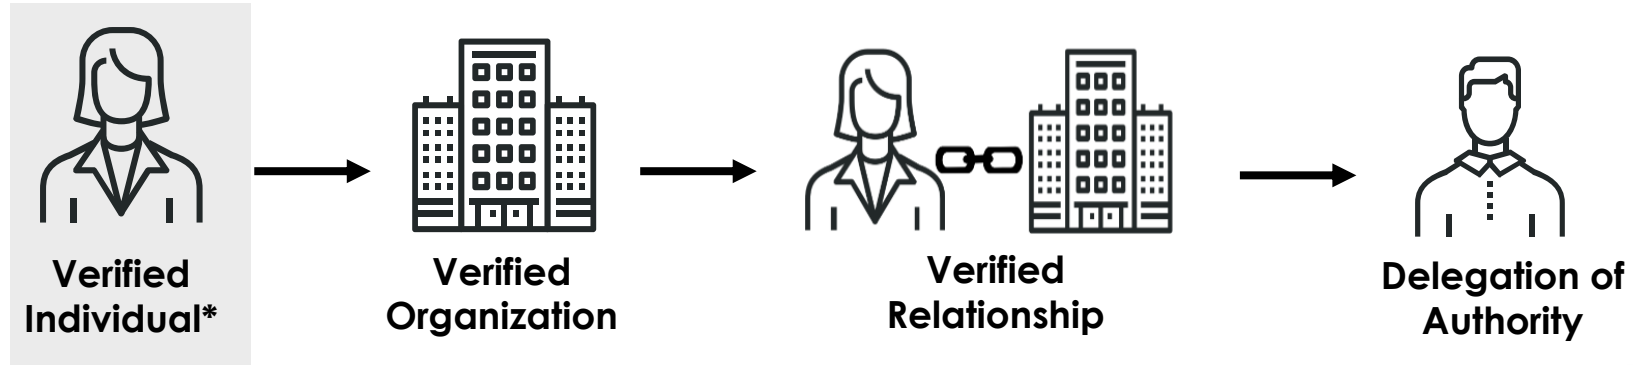 Verified
Individual*
Verified
Organization
Verified
Relationship
Delegation of
Authority